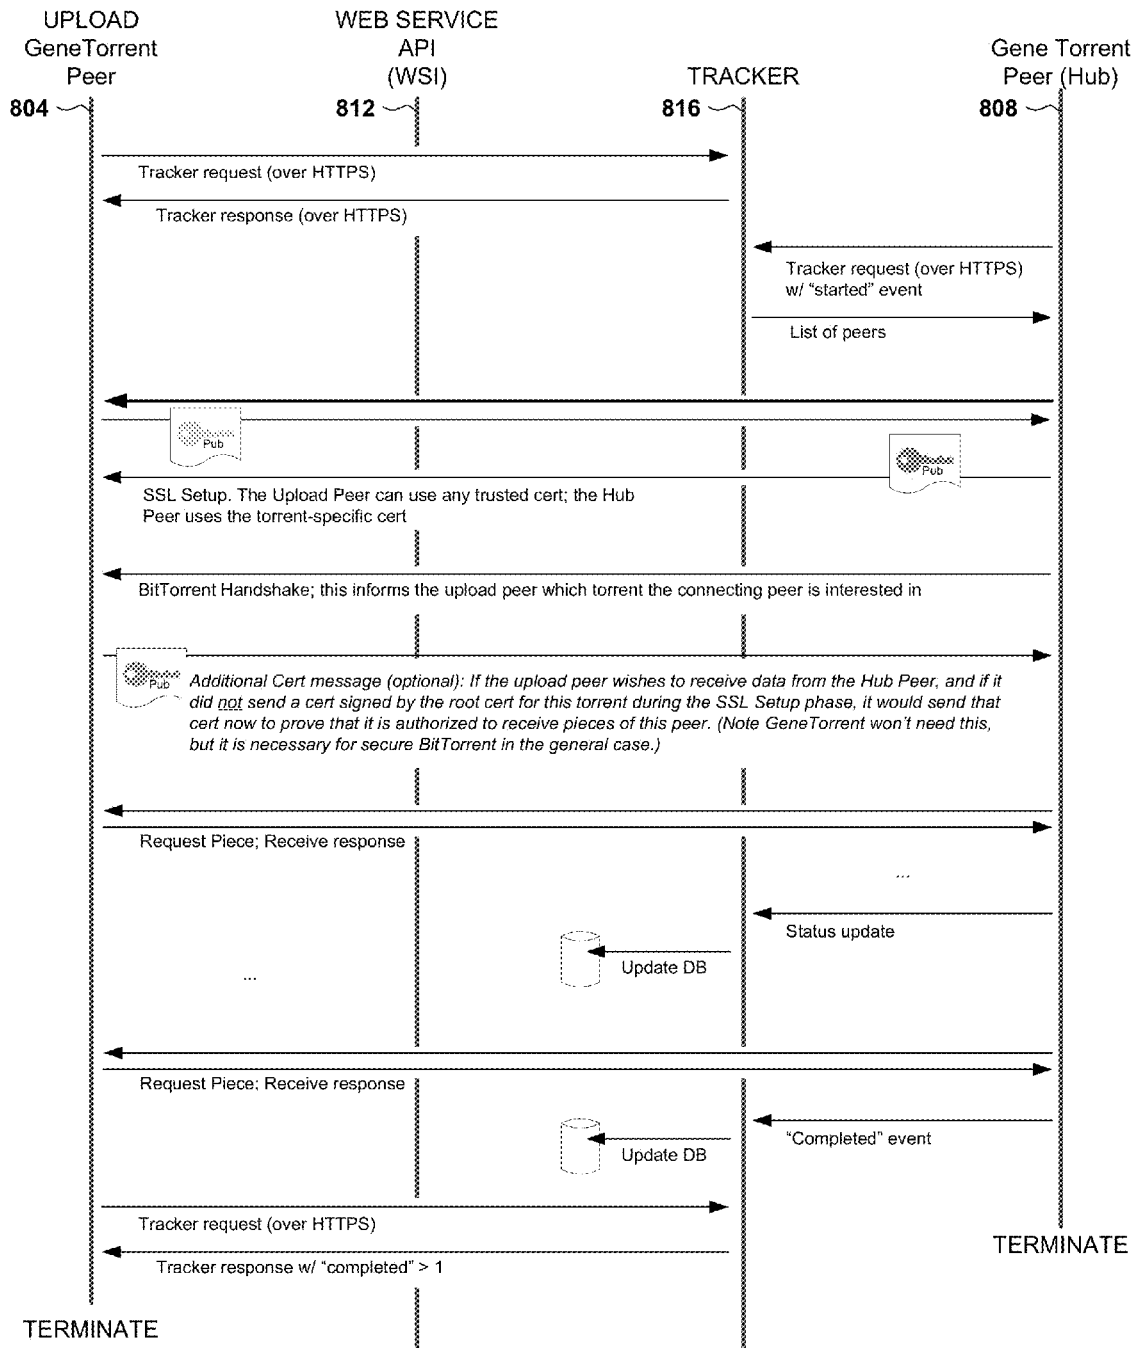 UPLOAD
GeneTorrent
Peer
WEB SERVICE
API
(WSI)
TRACKER
Gene Torrent
Peer (Hub)
804
812
816
808
Tracker request (over HTTPS)
Tracker response (over HTTPS)
Tracker request (over HTTPS)
w/ “started” event
List of peers
Pub
Pub
SSL Setup. The Upload Peer can use any trusted cert; the Hub
Peer uses the torrent-specific cert
BitTorrent Handshake; this informs the upload peer which torrent the connecting peer is interested in
Pub
Additional Cert message (optional): If the upload peer wishes to receive data from the Hub Peer, and if it
did not send a cert signed by the root cert for this torrent during the SSL Setup phase, it would send that
cert now to prove that it is authorized to receive pieces of this peer. (Note GeneTorrent won’t need this,
but it is necessary for secure BitTorrent in the general case.)
Request Piece; Receive response
...
Status update
Update DB
...
Request Piece; Receive response
“Completed” event
Update DB
Tracker request (over HTTPS)
TERMINATE
Tracker response w/ “completed” > 1
TERMINATE